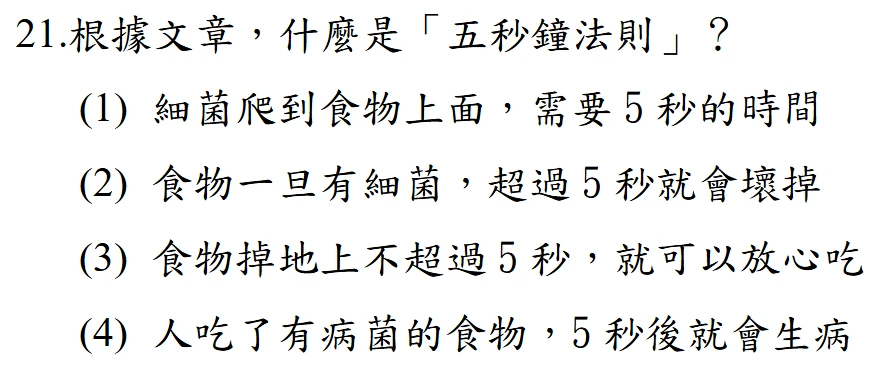 21.根據文章，什麼是「五秒鐘法則」？
(1) 細菌爬到食物上面，需要5秒的時間
(2) 食物一旦有細菌，超過5秒就會壞掉
(3) 食物掉地上不超過5秒，就可以放心吃
(4) 人吃了有病菌的食物，5秒後就會生病